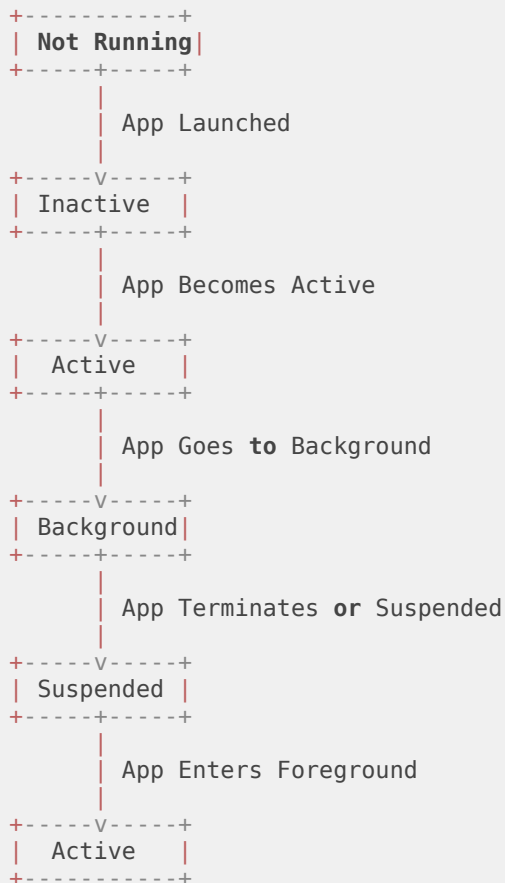 +------------+
| Not Running|
+-----+------+
|
| App Launched
|
+-----v------+
| Inactive |
+-----+------+
|
| App Becomes Active
|
+-----v------+
| Active |
+-----+------+
|
| App Goes to Background
|
+-----v------+
| Background|
+-----+------+
|
| App Terminates or Suspended
|
+-----v------+
| Suspended |
+-----+------+
|
| App Enters Foreground
|
+-----v------+
| Active |
+------------+